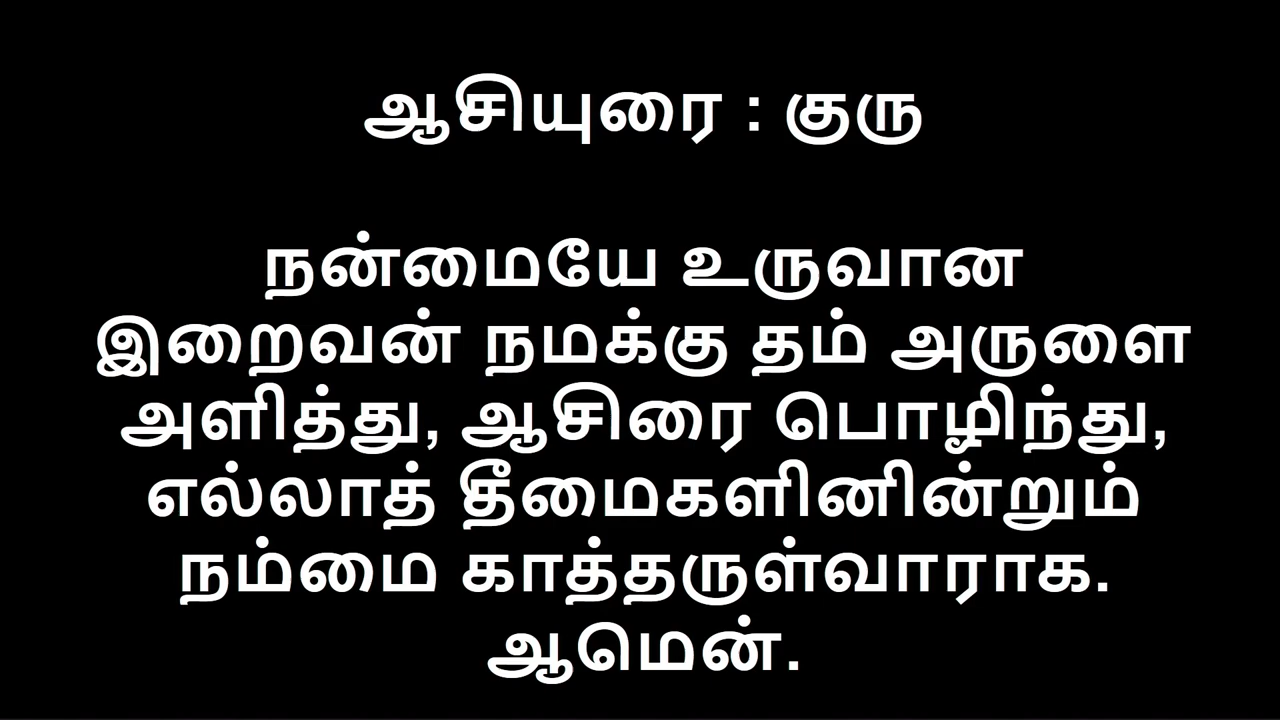 ஆசியுரை : குரு
நன்மையே உருவான
இறைவன் நமக்கு தம் அருளை
அளித்து, ஆசிரை பொழிந்து,
எல்லாத் தீமைகளினின்றும்
நம்மை காத்தருள்வாராக.
ஆமென்.